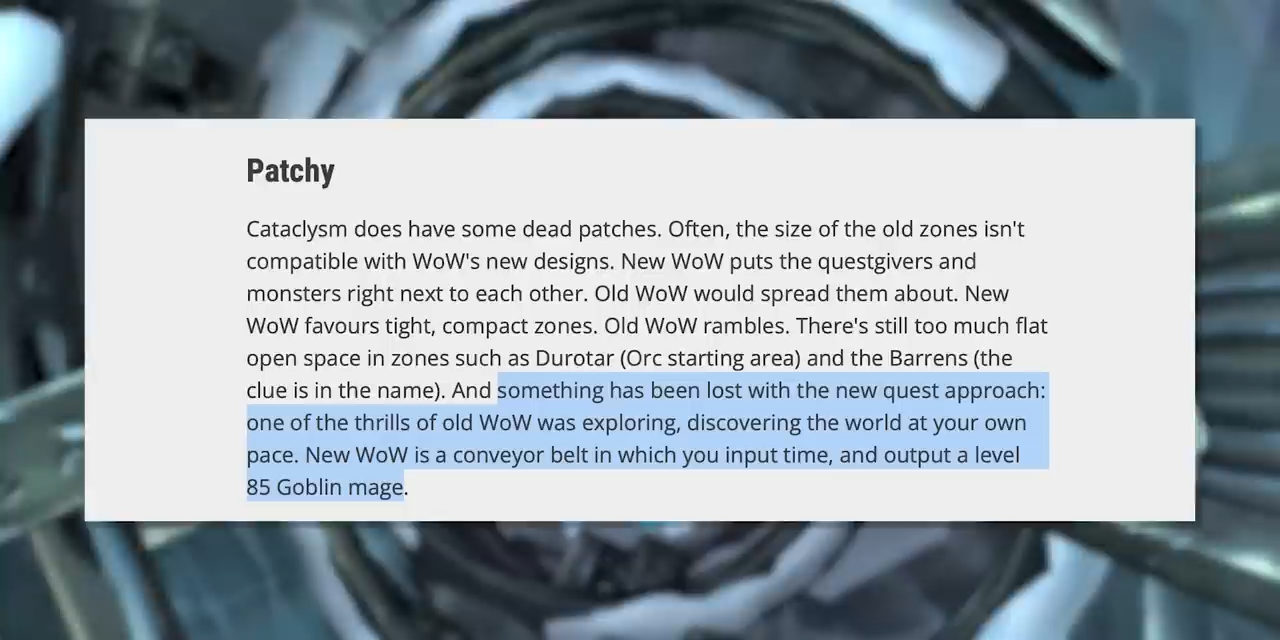 Patchy
Cataclysm does have some dead patches. Often, the size of the old zones isn't
compatible with WoW's new designs. New WoW puts the questgivers and
monsters right next to each other. Old WoW would spread them about. New
WoW favours tight, compact zones. Old WoW rambles. There's still too much flat
open space in zones such as Durotar (Orc starting area) and the Barrens (the
clue is in the name). And something has been lost with the new quest approach:
one of the thrills of old WoW was exploring, discovering the world at your own
pace. New WoW is a conveyor belt in which you input time, and output a level
85 Goblin mage.